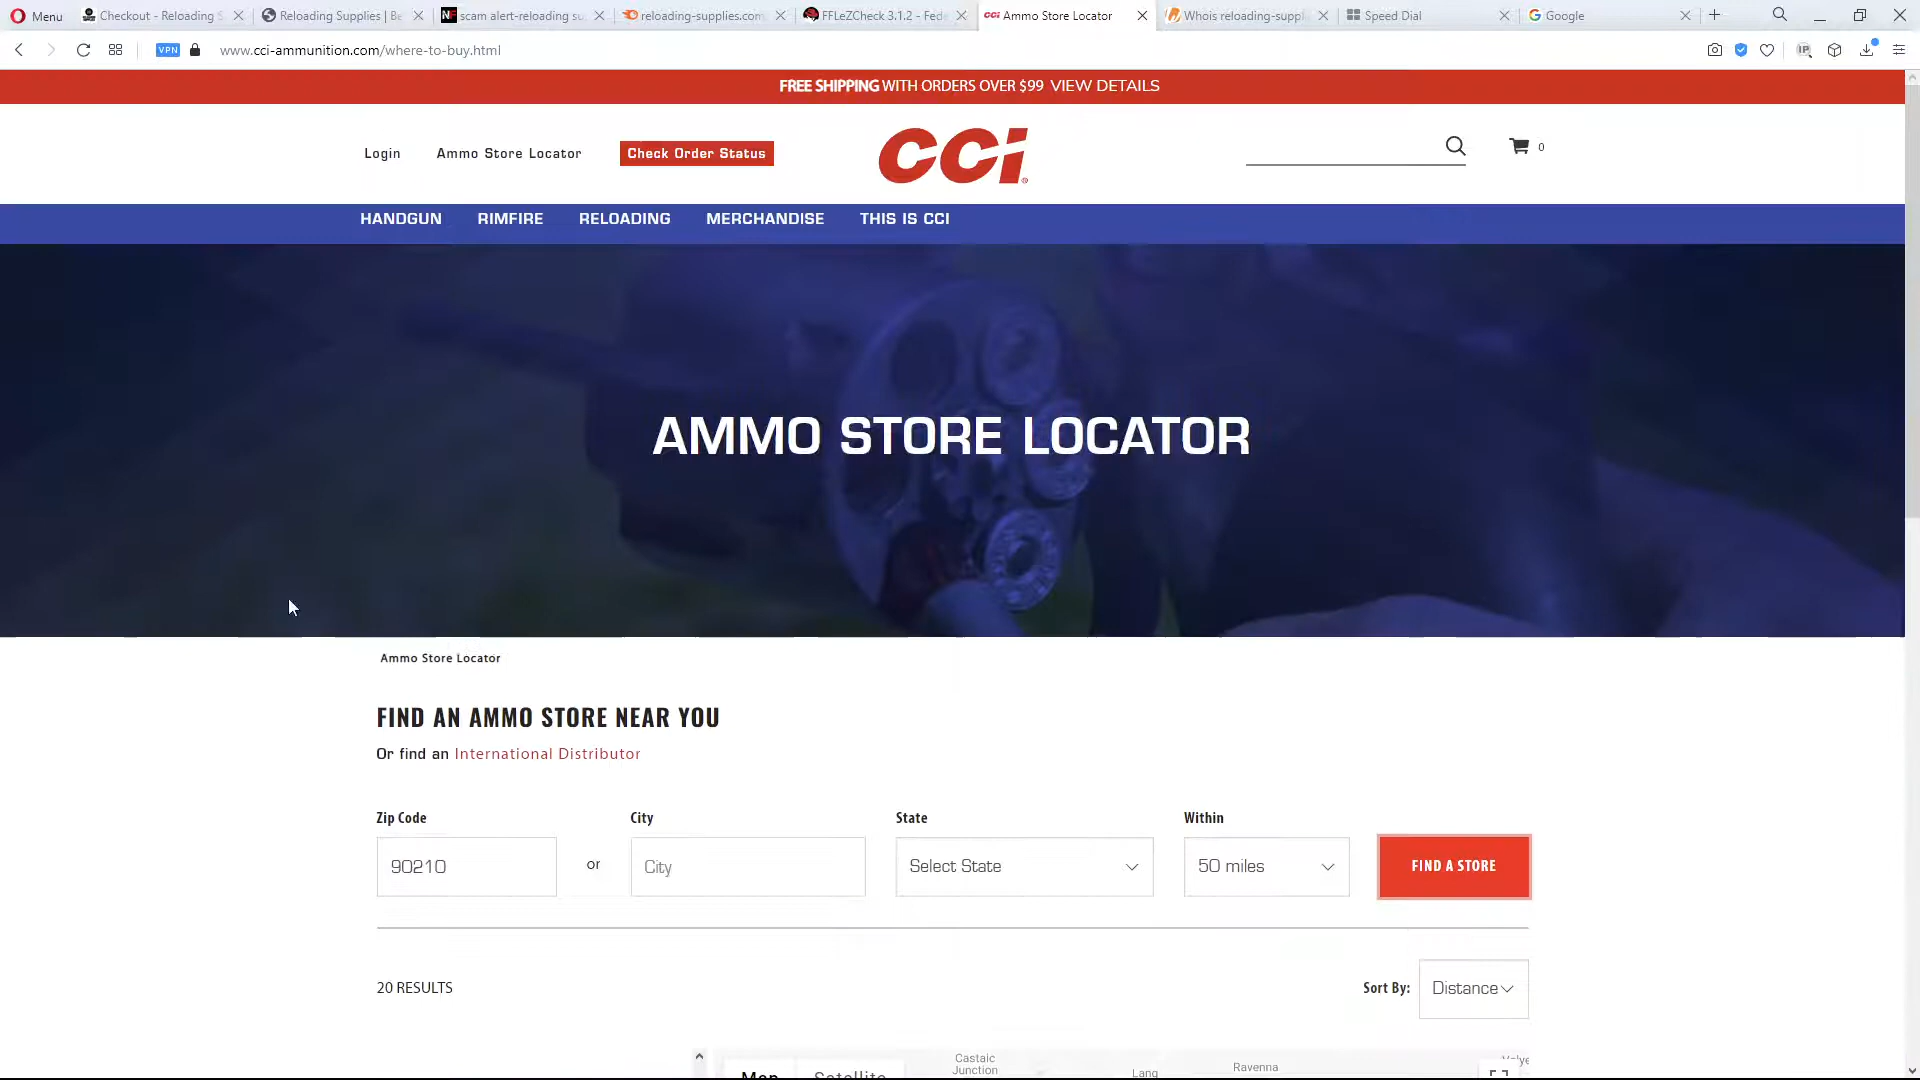 Menu
Checkout - Reloading S
Reloading Supplies | Be
scam alert-reloading su
reloading-supplies.com
FFLeZCheck 3.1.2 - Fede
CCI Ammo Store Locator
Whois reloading-suppl
Speed Dial
Google
VPN www.cci-ammunition.com/where-to-buy.html
FREE SHIPPING WITH ORDERS OVER $99 VIEW DETAILS
Login
Ammo Store Locator
Check Order Status
CCI
0
HANDGUN
RIMFIRE
RELOADING
MERCHANDISE
THIS IS CCI
AMMO STORE LOCATOR
Ammo Store Locator
FIND AN AMMO STORE NEAR YOU
Or find an International Distributor
Zip Code
City
State
Within
90210
or
City
Select State
50 miles
FIND A STORE
20 RESULTS
Sort By:
Distance
Map
Satellite
Castaic
Junction
Lang
Ravenna